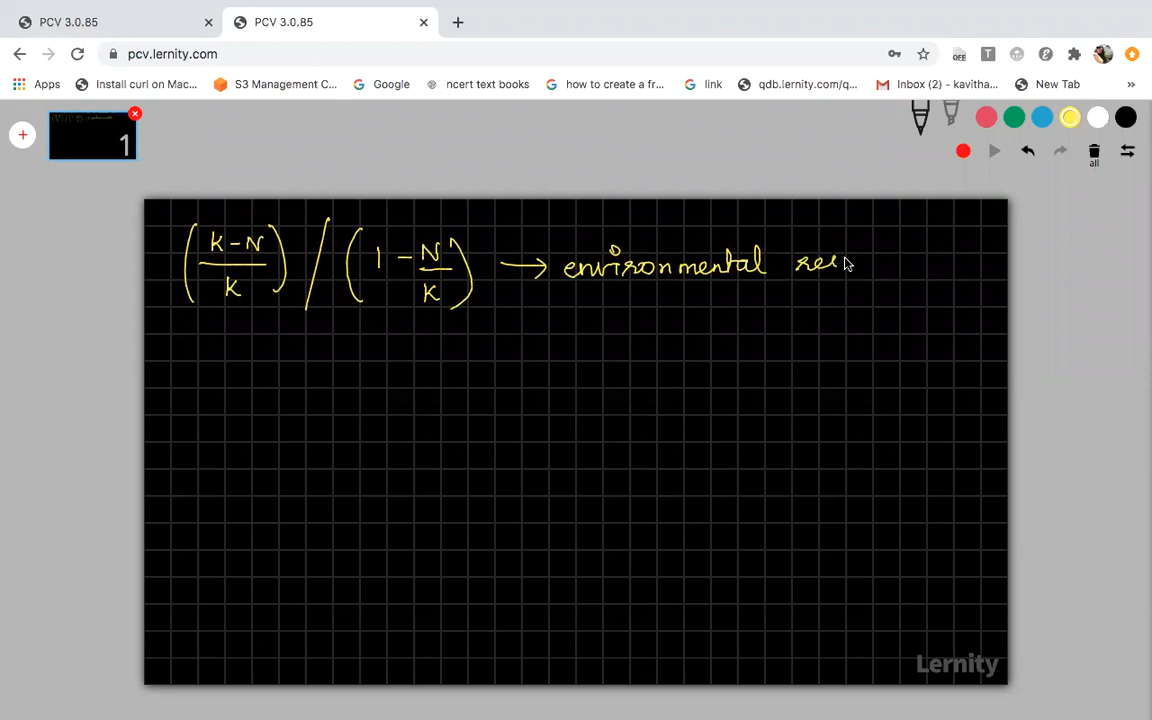 PCV 3.0.85
PCV 3.0.85
pcv.lernity.com
OFF
T
Apps Install curl on Mac... S3 Management C... Google ncert text books how to create a fr... link qdb.lernity.com/q... Inbox (2) - kavitha... New Tab »
1
all
(K-N/K) / (1 - N/K) → environmental res
Lernity